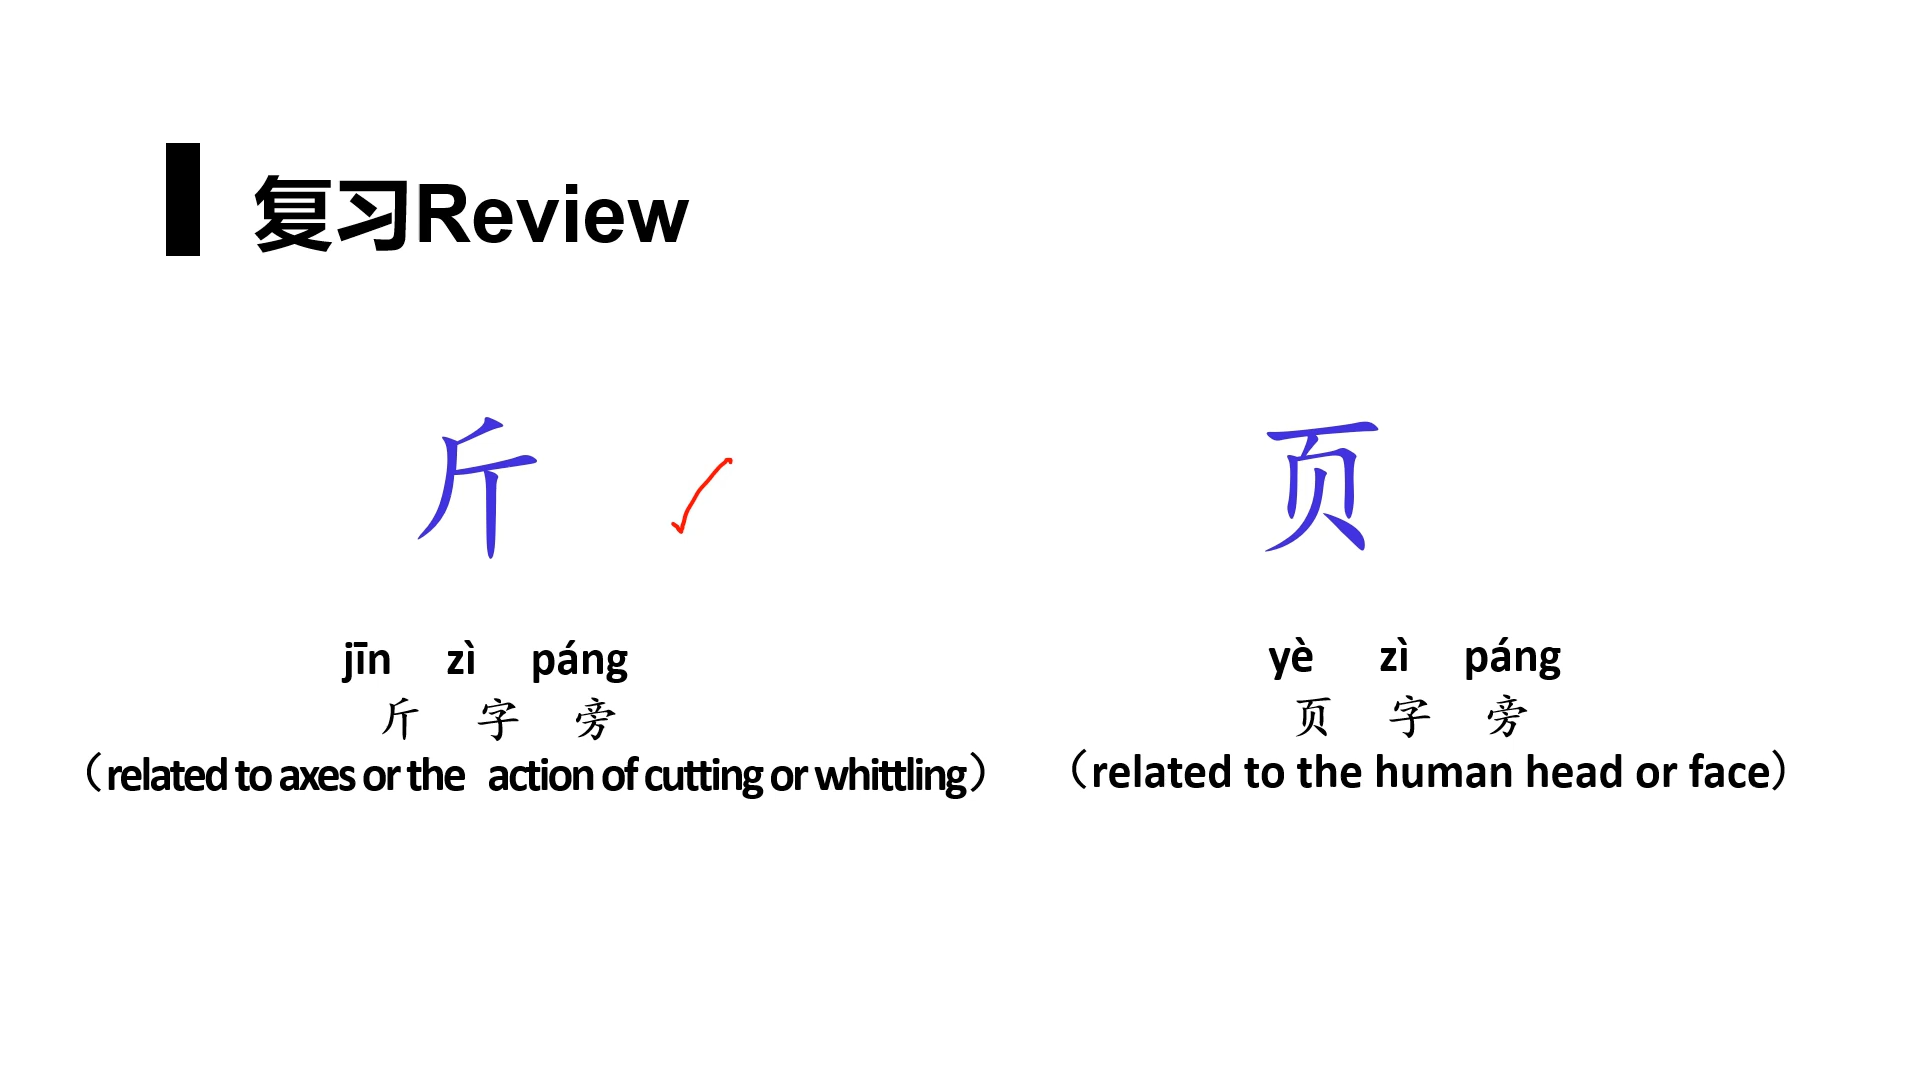 复习Review
斤
jīn zì páng
斤 字 旁
（related to axes or the action of cutting or whittling）
页
yè zì páng
页 字 旁
（related to the human head or face）